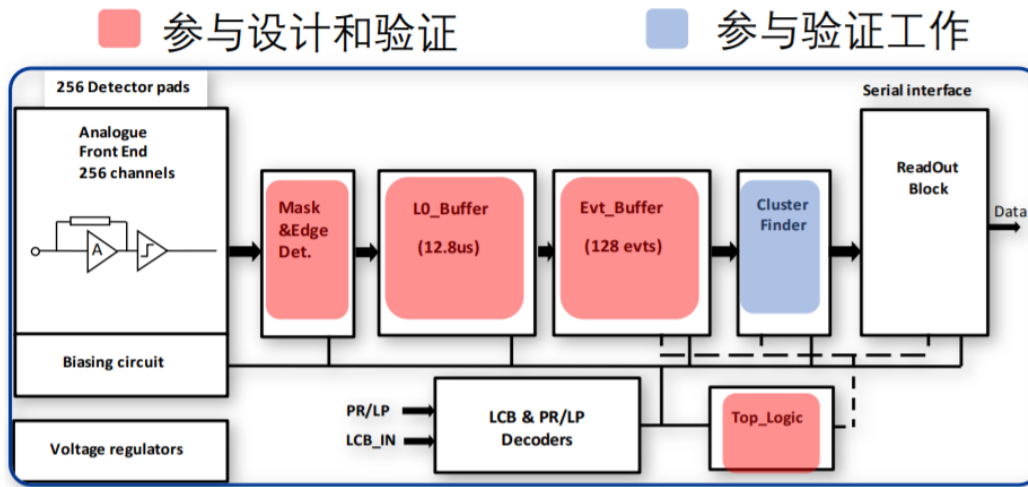 参与设计和验证
参与验证工作
256 Detector pads
Analogue
Front End
256 channels
A
Biasing circuit
Voltage regulators
Mask
&Edge
Det.
L0_Buffer
(12.8us)
Evt_Buffer
(128 evts)
Cluster
Finder
Serial interface
ReadOut
Block
Data
PR/LP
LCB_IN
LCB & PR/LP
Decoders
Top_Logic